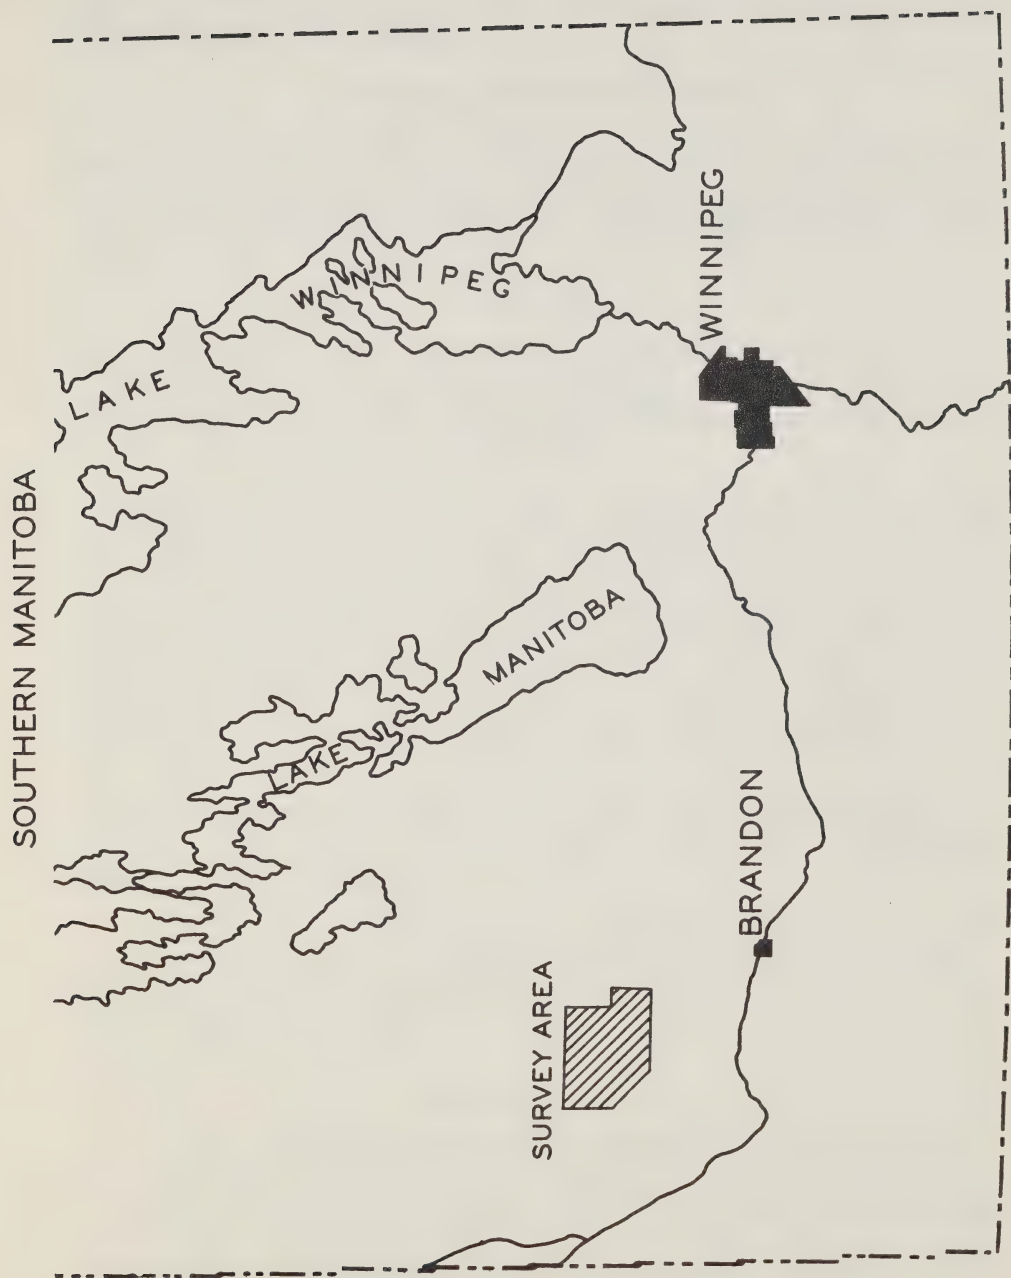 SOUTHERN MANITOBA
LAKE
WINNIPEG
LAKE
MANITOBA
WINNIPEG
SURVEY AREA
BRANDON